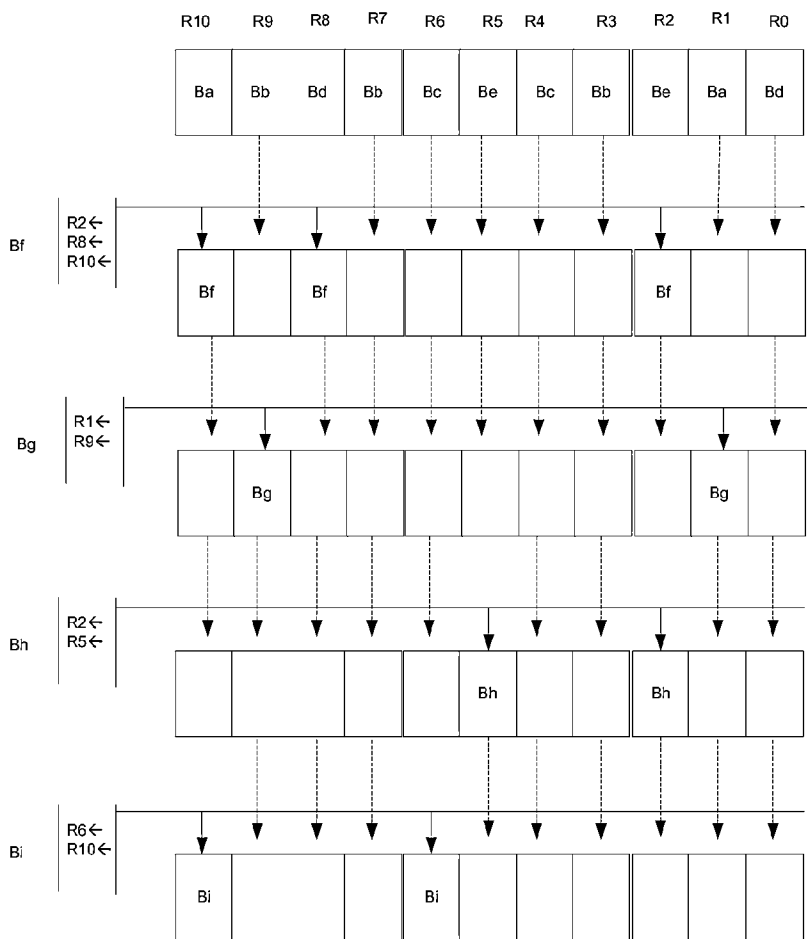 R10 R9 R8 R7 R6 R5 R4 R3 R2 R1 R0
Ba Bb Bd Bb Bc Be Bc Bb Be Ba Bd
R2←
Bf R8←
R10←
Bf Bf Bf
R1←
Bg R9←
Bg Bg
R2←
Bh R5←
Bh Bh
R6←
Bi R10←
Bi Bi